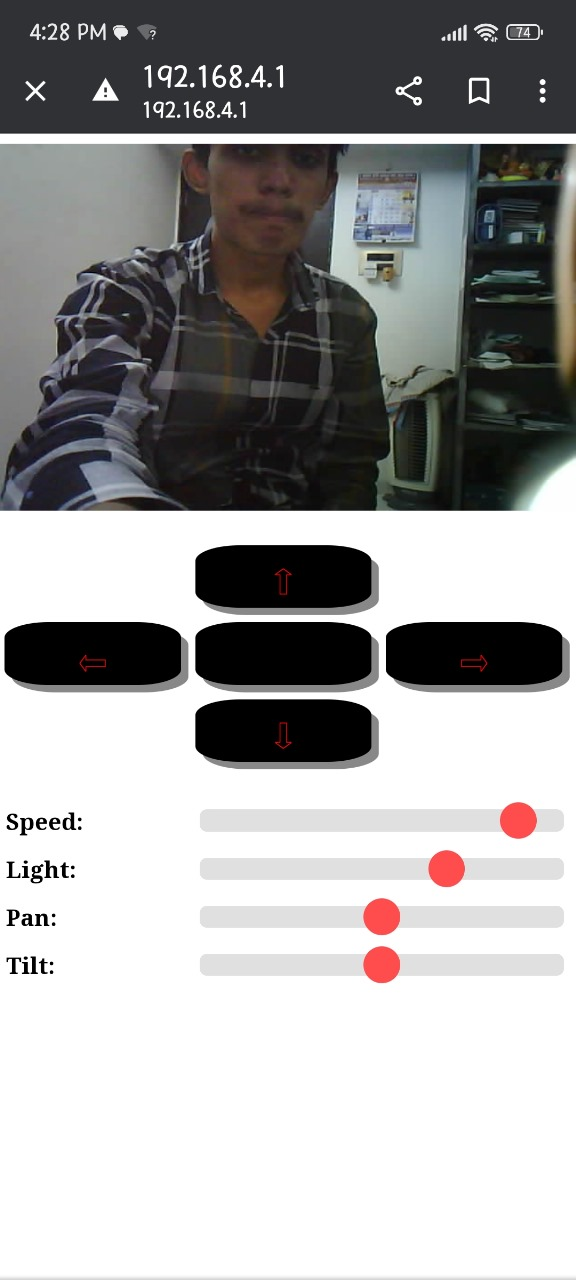 4:28 PM
74
192.168.4.1
192.168.4.1
⇧
⇦
⇨
⇩
Speed:
Light:
Pan:
Tilt: